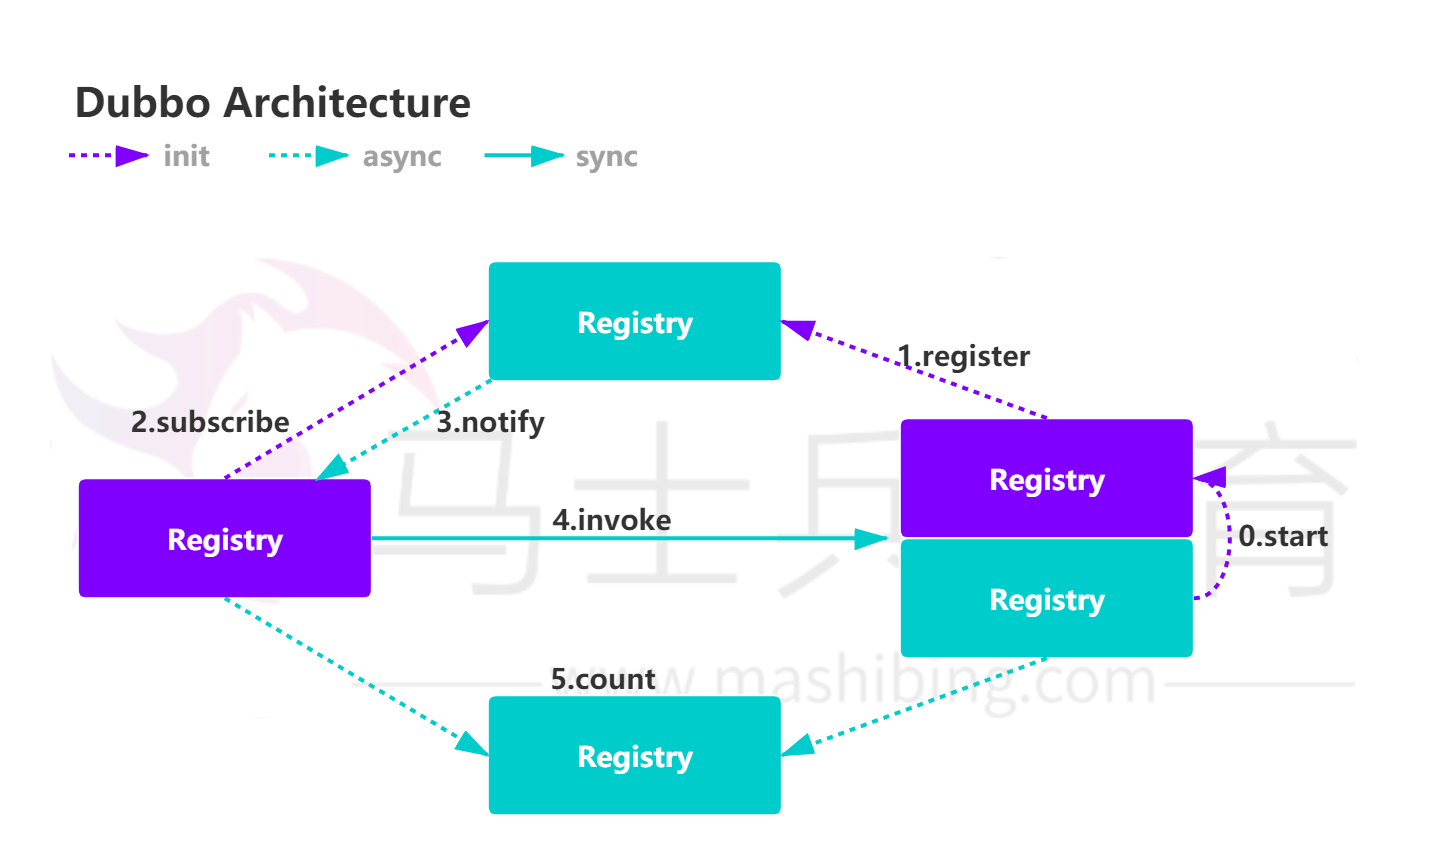 Dubbo Architecture
init async sync
Registry
1.register
2.subscribe
3.notify
Registry
4.invoke
Registry
0.start
Registry
马士兵教育
www.mashibing.com
5.count
Registry